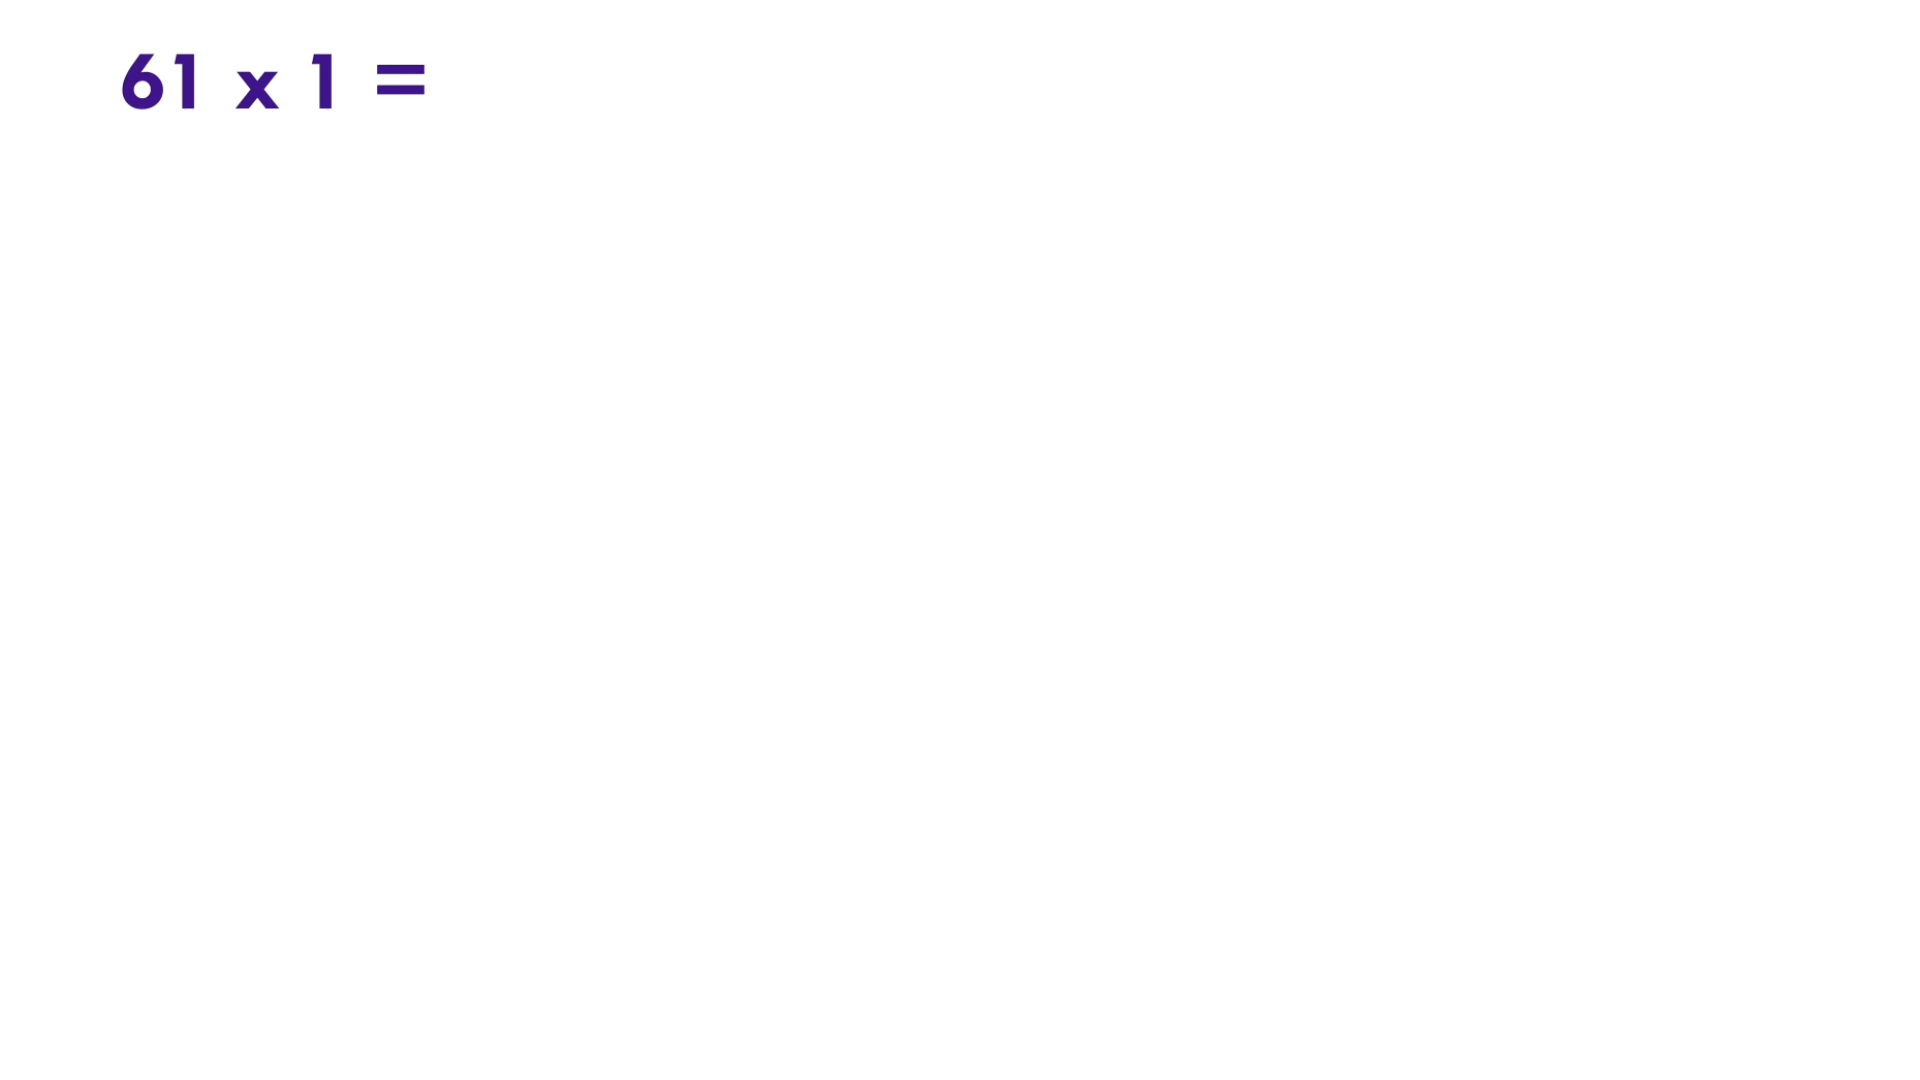 61 x 1 =